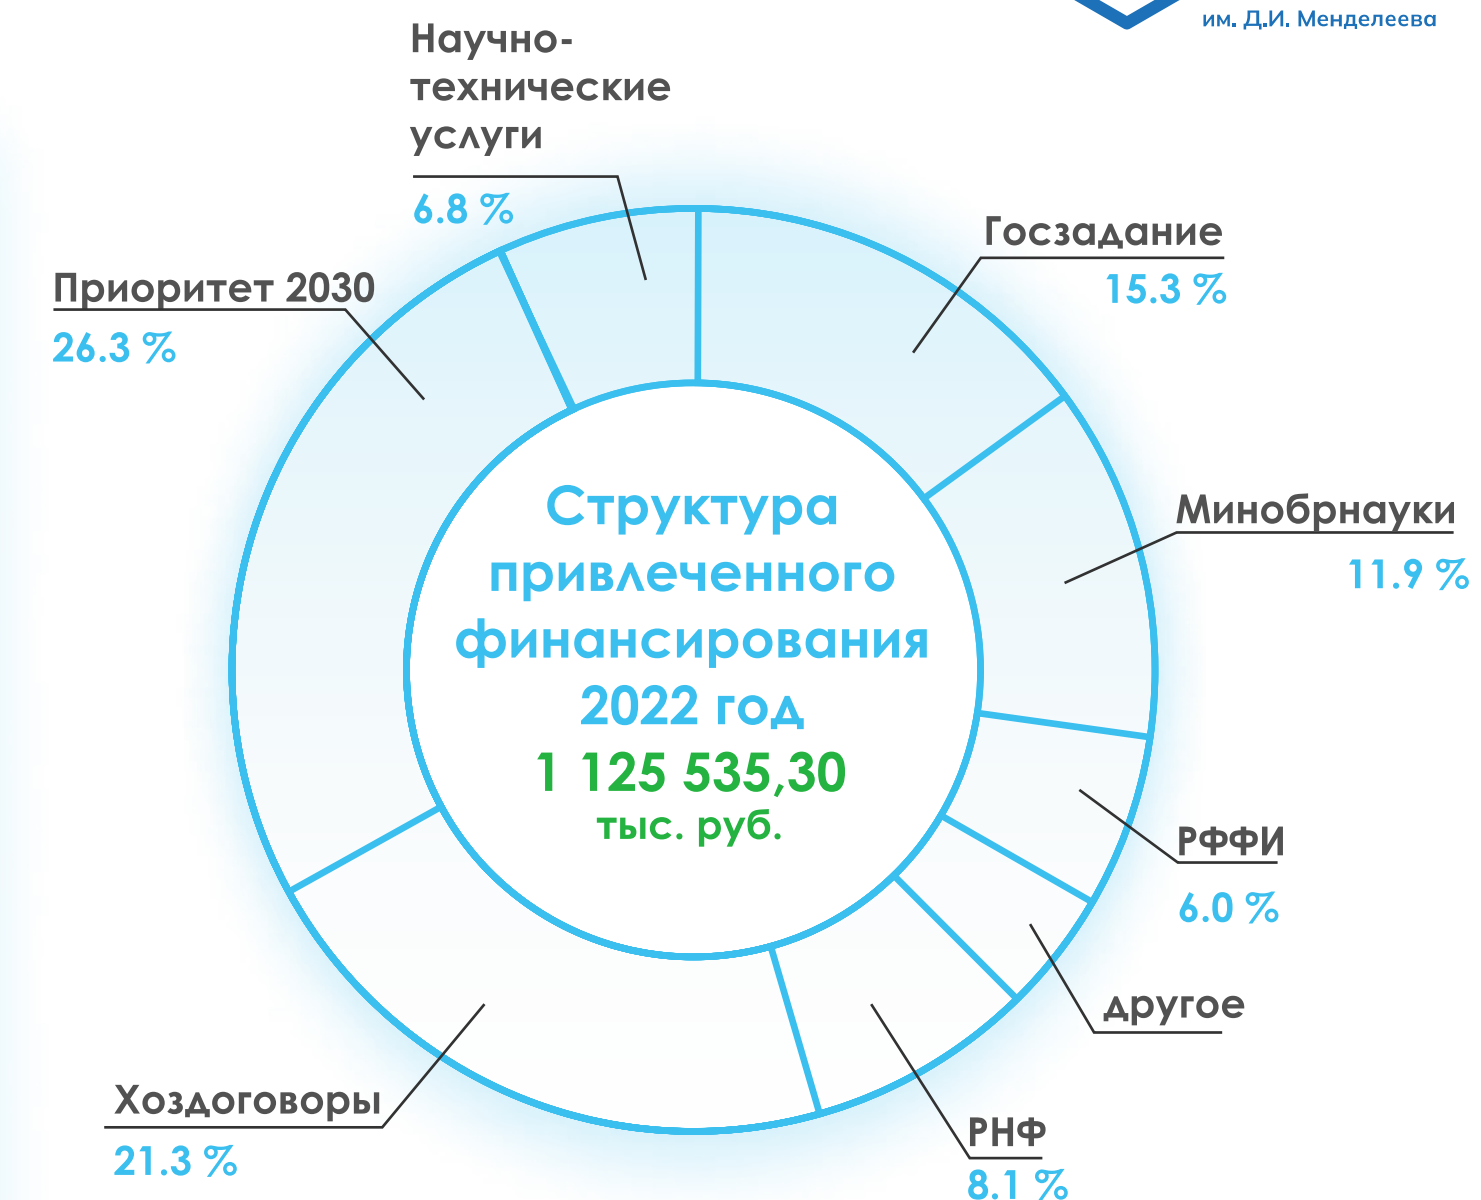 им. Д.И. Менделеева
Научно-
технические
услуги
6.8 %
Госзадание
15.3 %
Приоритет 2030
26.3 %
Минобрнауки
11.9 %
Структура
привлеченного
финансирования
2022 год
1 125 535,30
тыс. руб.
РФФИ
6.0 %
другое
Хоздоговоры
21.3 %
РНФ
8.1 %